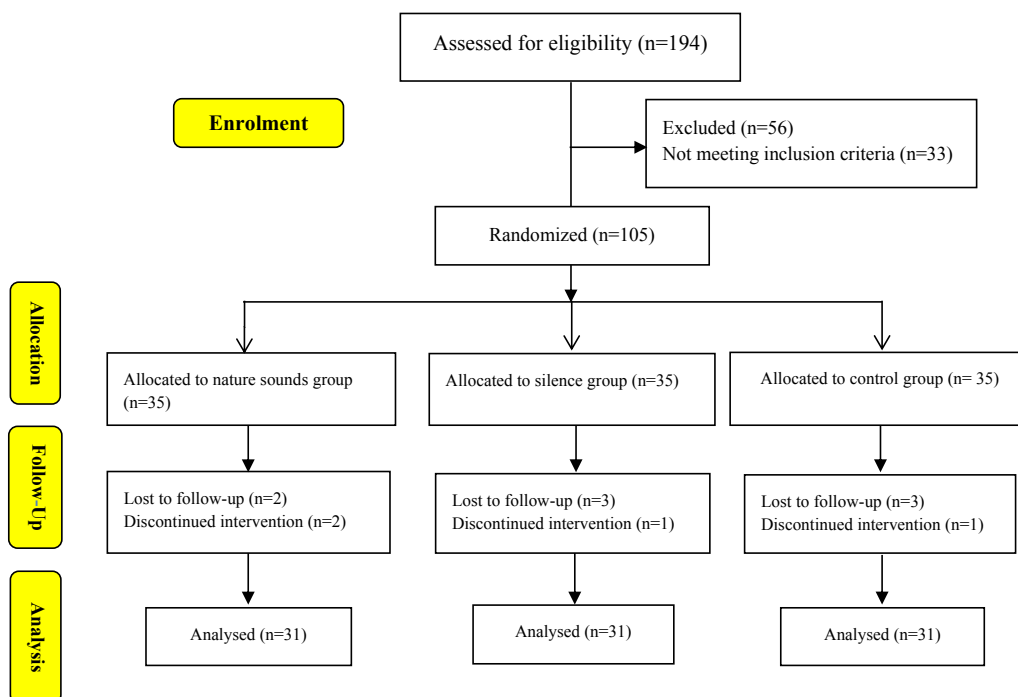 Assessed for eligibility (n=194)
Enrolment
Excluded (n=56)
Not meeting inclusion criteria (n=33)
Randomized (n=105)
Allocation
Allocated to nature sounds group
(n=35)
Allocated to silence group (n=35)
Allocated to control group (n= 35)
Follow-Up
Lost to follow-up (n=2)
Discontinued intervention (n=2)
Lost to follow-up (n=3)
Discontinued intervention (n=1)
Lost to follow-up (n=3)
Discontinued intervention (n=1)
Analysis
Analysed (n=31)
Analysed (n=31)
Analysed (n=31)